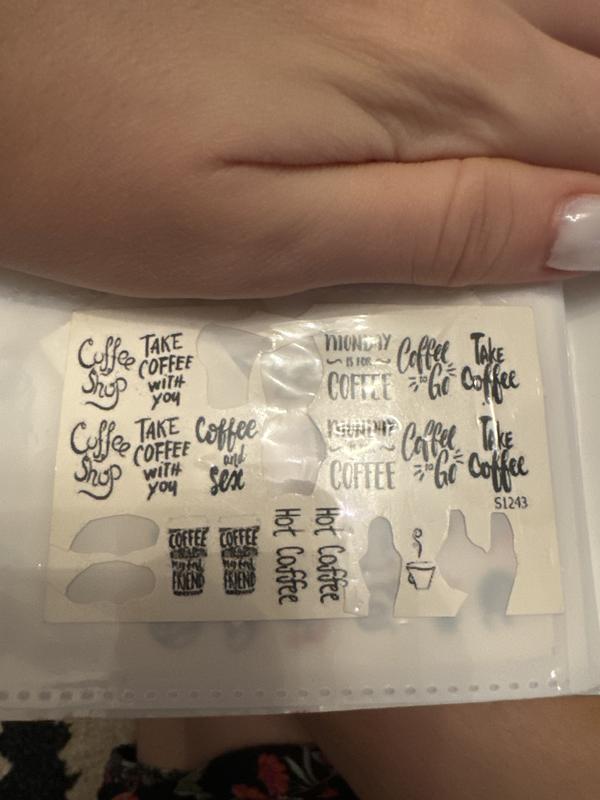 Coffee Shop
TAKE COFFEE WITH YOU
MONDAY IS FOR COFFEE
Coffee to Go
Take Coffee
Coffee Shop
TAKE COFFEE WITH YOU
Coffee and Sex
MONDAY
COFFEE
Coffee to Go
Take Coffee
S1243
COFFEE
FRIEND
COFFEE
FRIEND
Hot Coffee
Hot Coffee